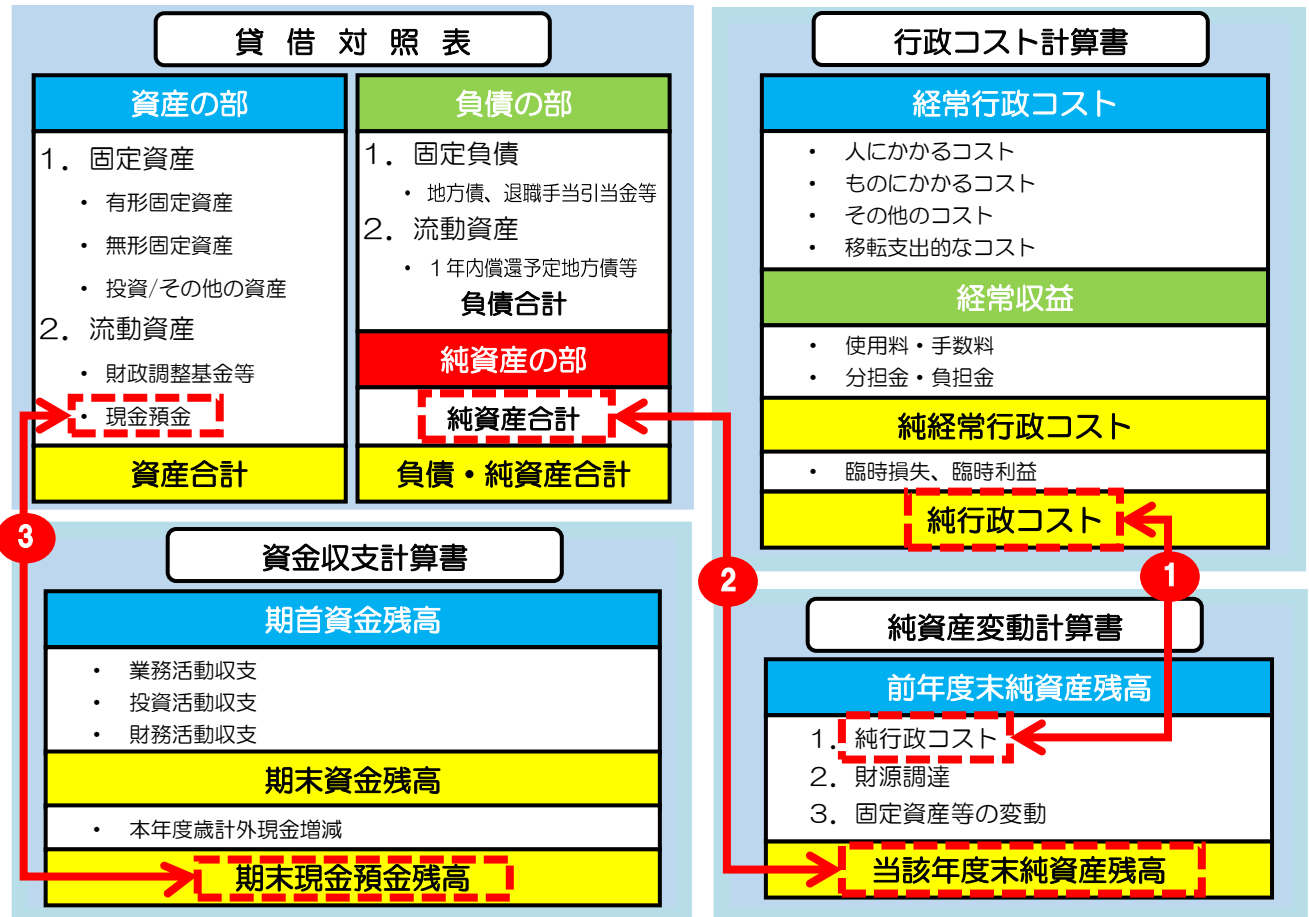 貸借対照表
資産の部
1．固定資産
・ 有形固定資産
・ 無形固定資産
・ 投資/その他の資産
2．流動資産
・ 財政調整基金等
・ 現金預金
資産合計
負債の部
1．固定負債
・ 地方債、退職手当引当金等
2．流動資産
・ 1年内償還予定地方債等
負債合計
純資産の部
純資産合計
負債・純資産合計
行政コスト計算書
経常行政コスト
・ 人にかかるコスト
・ ものにかかるコスト
・ その他のコスト
・ 移転支出的なコスト
経常収益
・ 使用料・手数料
・ 分担金・負担金
純経常行政コスト
・ 臨時損失、臨時利益
純行政コスト
3
2
1
資金収支計算書
期首資金残高
・ 業務活動収支
・ 投資活動収支
・ 財務活動収支
期末資金残高
・ 本年度歳計外現金増減
期末現金預金残高
純資産変動計算書
前年度末純資産残高
1．純行政コスト
2．財源調達
3．固定資産等の変動
当該年度末純資産残高